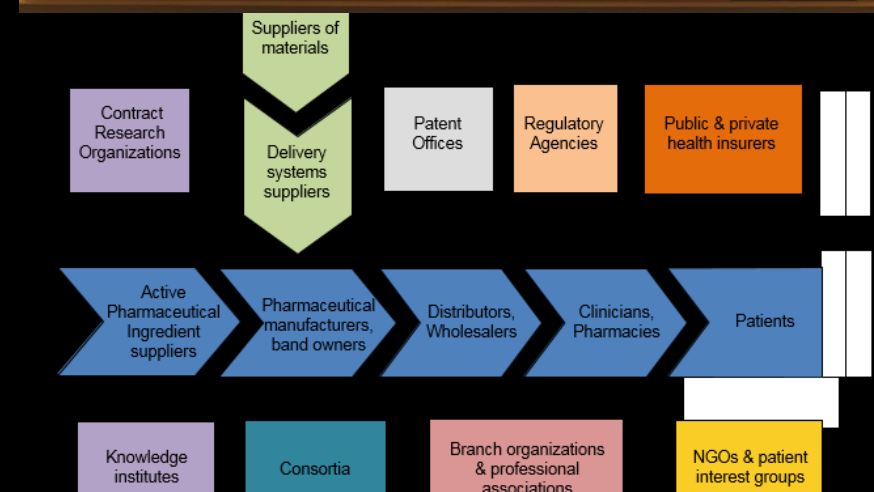 Suppliers of
materials
Contract
Research
Organizations
Delivery
systems
suppliers
Patent
Offices
Regulatory
Agencies
Public & private
health insurers
Active
Pharmaceutical
Ingredient
suppliers
Pharmaceutical
manufacturers,
band owners
Distributors,
Wholesalers
Clinicians,
Pharmacies
Patients
Knowledge
institutes
Consortia
Branch organizations
& professional
associations
NGOs & patient
interest groups